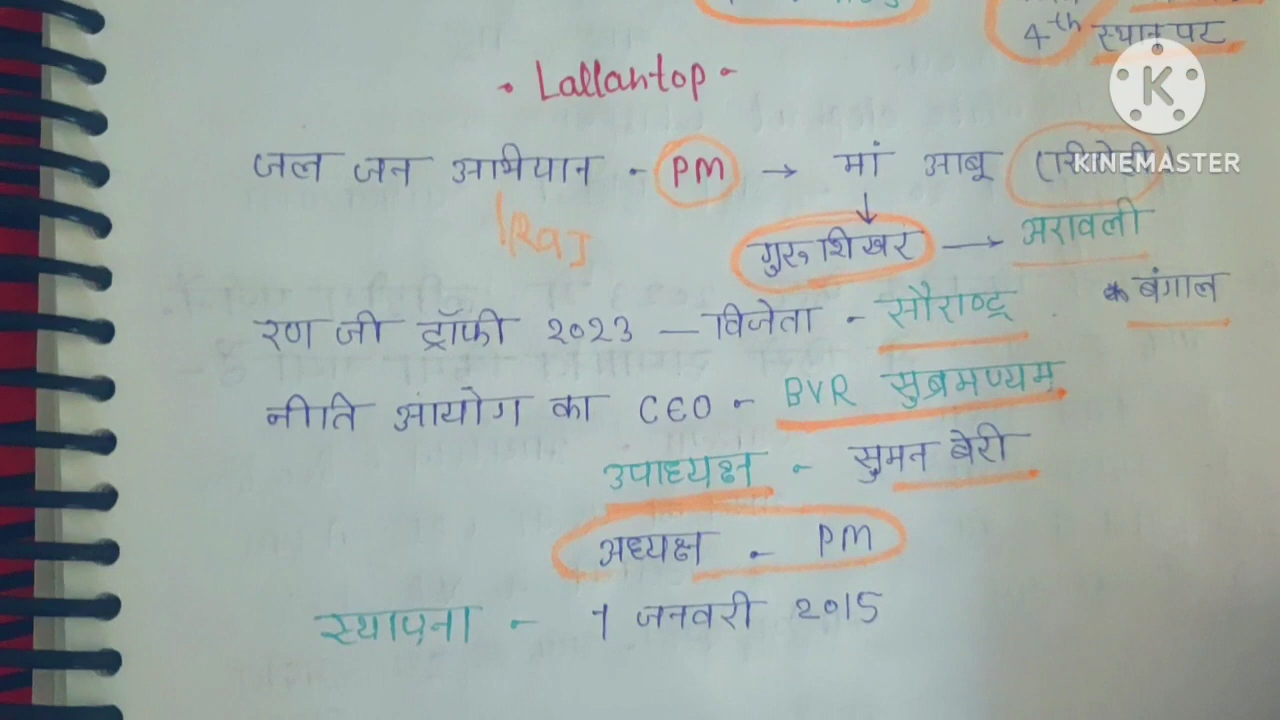 4th स्थान पर
• Lallantop -
K
KINEMASTER
जल जन अभियान - PM → मां आबू
Raj
गुरु शिखर → अरावली
रण जी ट्रॉफी 2023 — विजेता - सौराष्ट्र
बंगाल
नीति आयोग का CEO - BVR सुब्रमण्यम
उपाध्यक्ष - सुमन बेरी
अध्यक्ष - PM
स्थापना - 1 जनवरी 2015